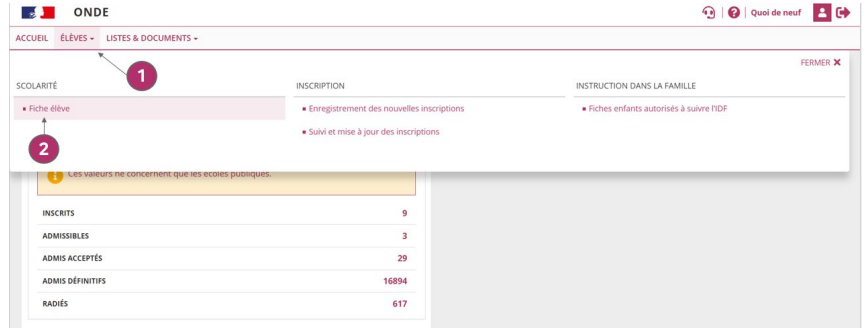 ONDE
Quoi de neuf
ACCUEIL ÉLÈVES LISTES & DOCUMENTS
1
FERMER
SCOLARITÉ
INSCRIPTION
INSTRUCTION DANS LA FAMILLE
Fiche élève
Enregistrement des nouvelles inscriptions
Fiches enfants autorisés à suivre l'IDF
Suivi et mise à jour des inscriptions
2
Ces valeurs ne concernent que les écoles publiques.
INSCRITS 9
ADMISSIBLES 3
ADMIS ACCEPTÉS 29
ADMIS DÉFINITIFS 16894
RADIÉS 617